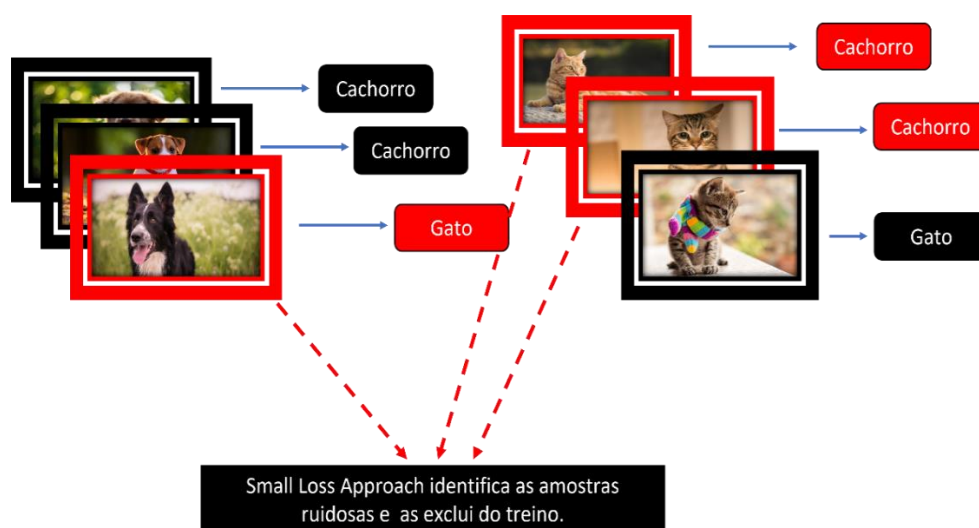 Cachorro
Cachorro
Gato
Cachorro
Cachorro
Gato
Small Loss Approach identifica as amostras
ruidosas e as exclui do treino.